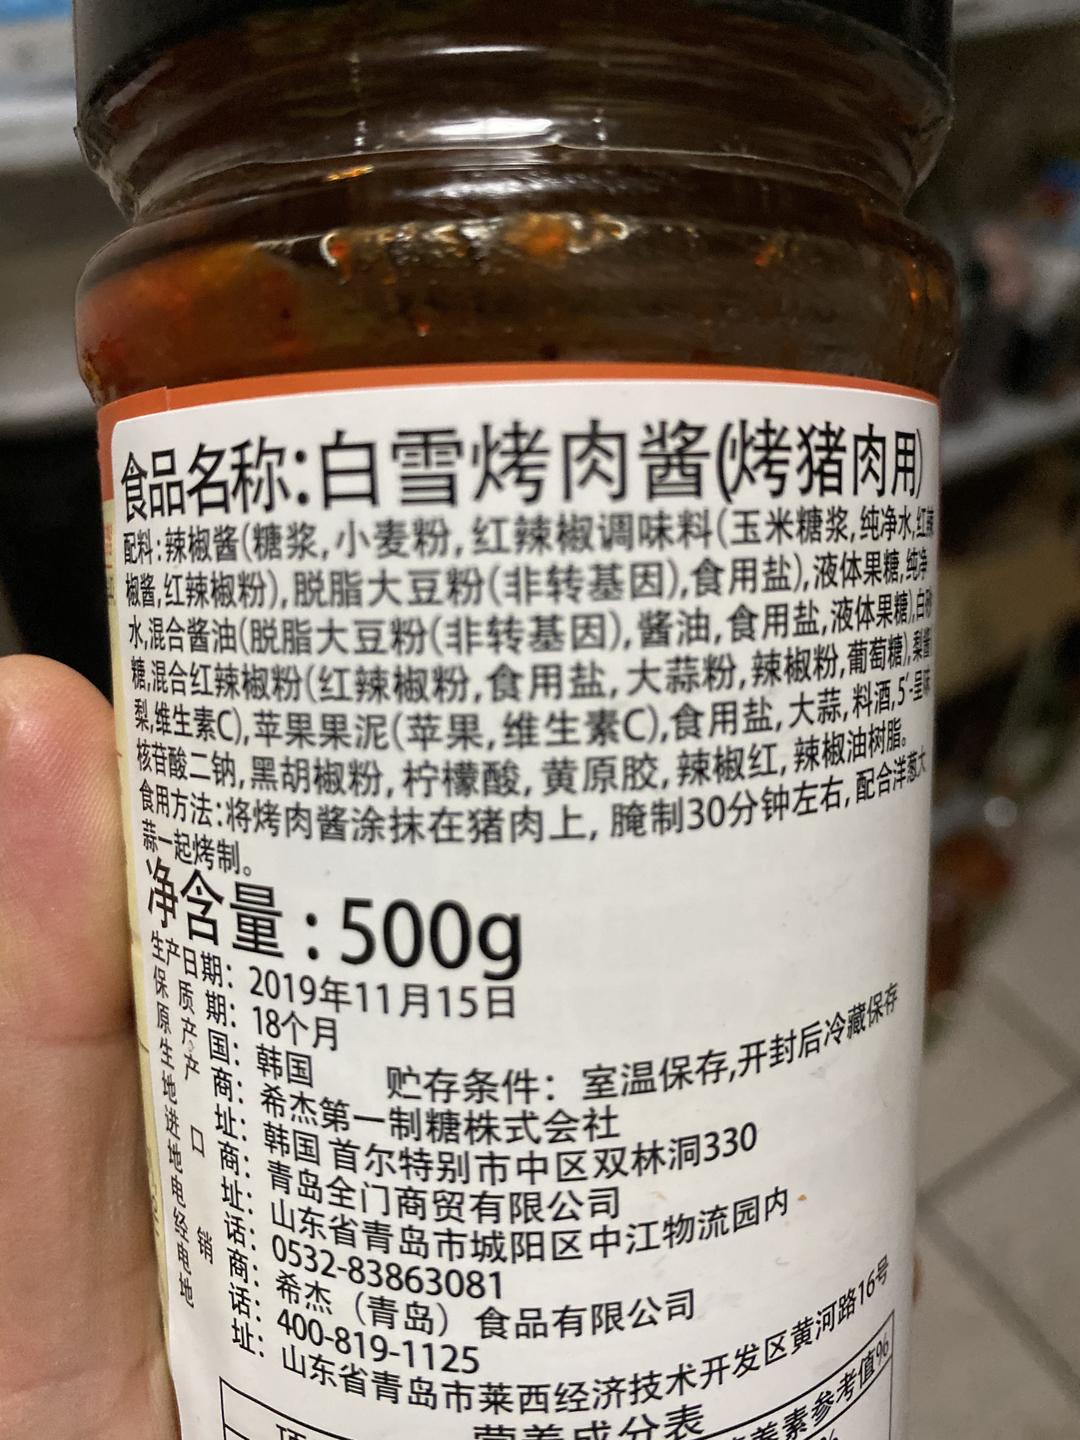 食品名称:白雪烤肉酱(烤猪肉用)
配料:辣椒酱(糖浆,小麦粉,红辣椒调味料(玉米糖浆,纯净水,红辣
椒酱,红辣椒粉),脱脂大豆粉(非转基因),食用盐),液体果糖,纯净
水,混合酱油(脱脂大豆粉(非转基因),酱油,食用盐,液体果糖),白砂
糖,混合红辣椒粉(红辣椒粉,食用盐,大蒜粉,辣椒粉,葡萄糖),梨酱(
梨,维生素C),苹果果泥(苹果,维生素C),食用盐,大蒜,料酒,5'-呈味
核苷酸二钠,黑胡椒粉,柠檬酸,黄原胶,辣椒红,辣椒油树脂。
食用方法:将烤肉酱涂抹在猪肉上,腌制30分钟左右,配合洋葱大
蒜一起烤制。
净含量:500g
生产日期:2019年11月15日
保质期:18个月
原产国:韩国 贮存条件:室温保存,开封后冷藏保存
生产商:希杰第一制糖株式会社
地址:韩国 首尔特别市中区双林洞330
进口商:青岛全门商贸有限公司
地址:山东省青岛市城阳区中江物流园内
电话:0532-83863081
经销商:希杰(青岛)食品有限公司
电话:400-819-1125
地址:山东省青岛市莱西经济技术开发区黄河路16号
营养成分表
养素参考值%